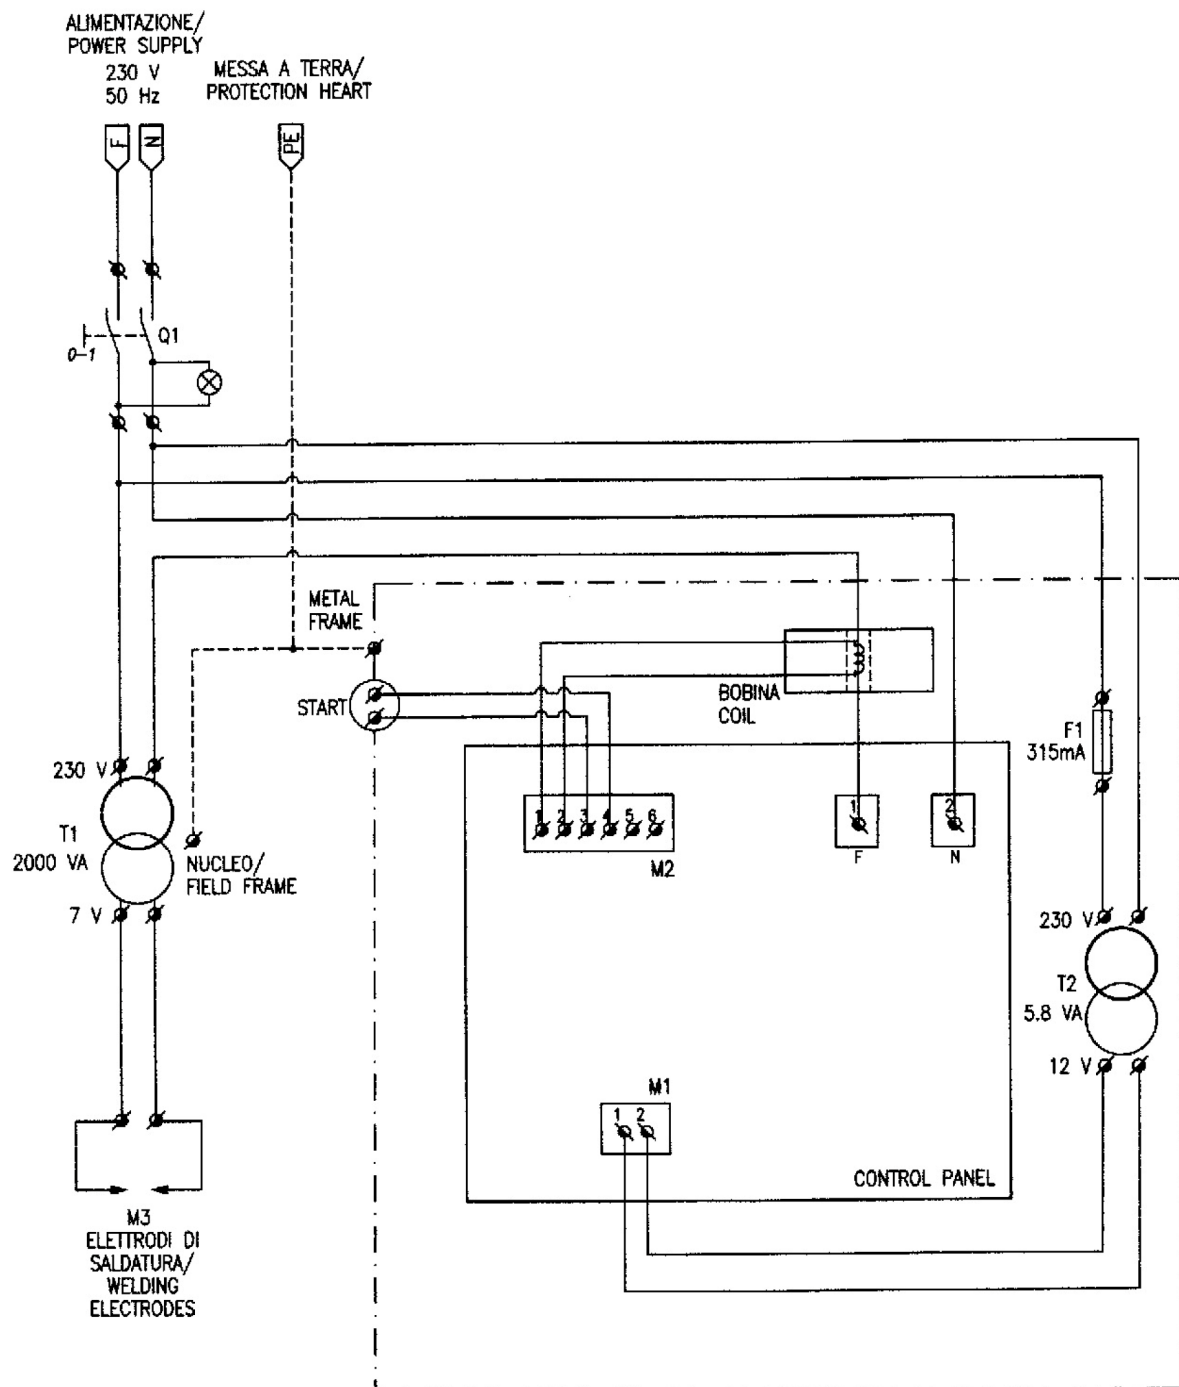 ALIMENTAZIONE/
POWER SUPPLY
230 V
50 Hz
MESSA A TERRA/
PROTECTION HEART
F
N
PE
Q1
0-1
METAL
FRAME
START
BOBINA
COIL
F1
315mA
230 V
T1
2000 VA
7 V
NUCLEO/
FIELD FRAME
1 2 3 4 5 6
M2
1
F
2
N
230 V
T2
5.8 VA
12 V
M1
1 2
CONTROL PANEL
M3
ELETTRODI DI
SALDATURA/
WELDING
ELECTRODES